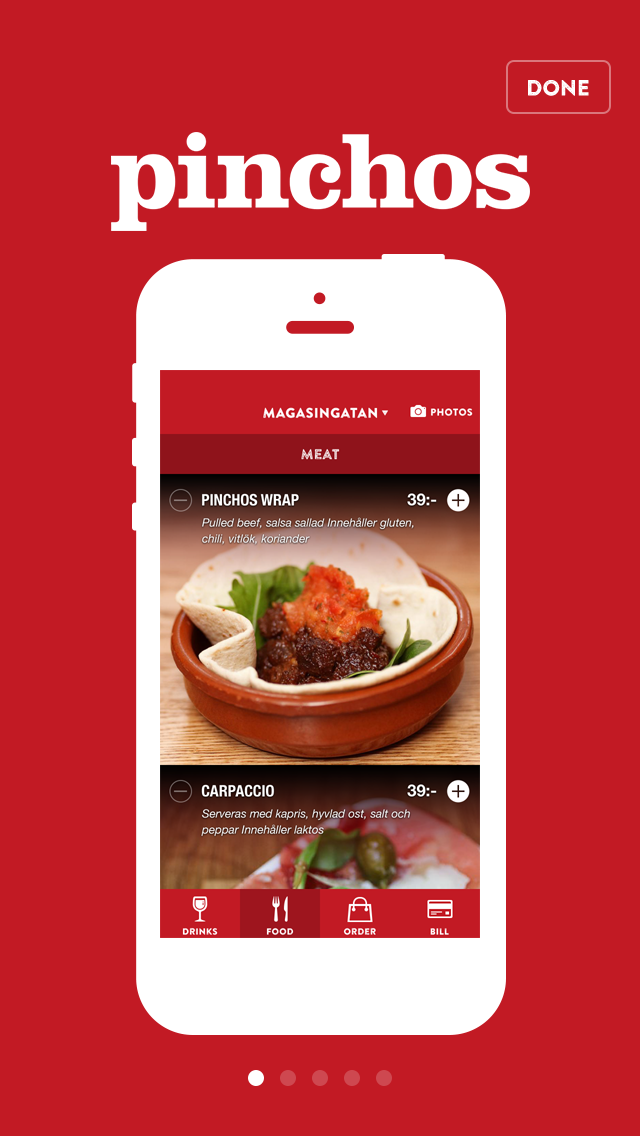 DONE
pinchos
MAGASINGATAN
PHOTOS
MEAT
PINCHOS WRAP 39:-
Pulled beef, salsa sallad Innehåller gluten,
chili, vitlök, koriander
CARPACCIO 39:-
Serveras med kapris, hyvlad ost, salt och
peppar Innehåller laktos
DRINKS FOOD ORDER BILL